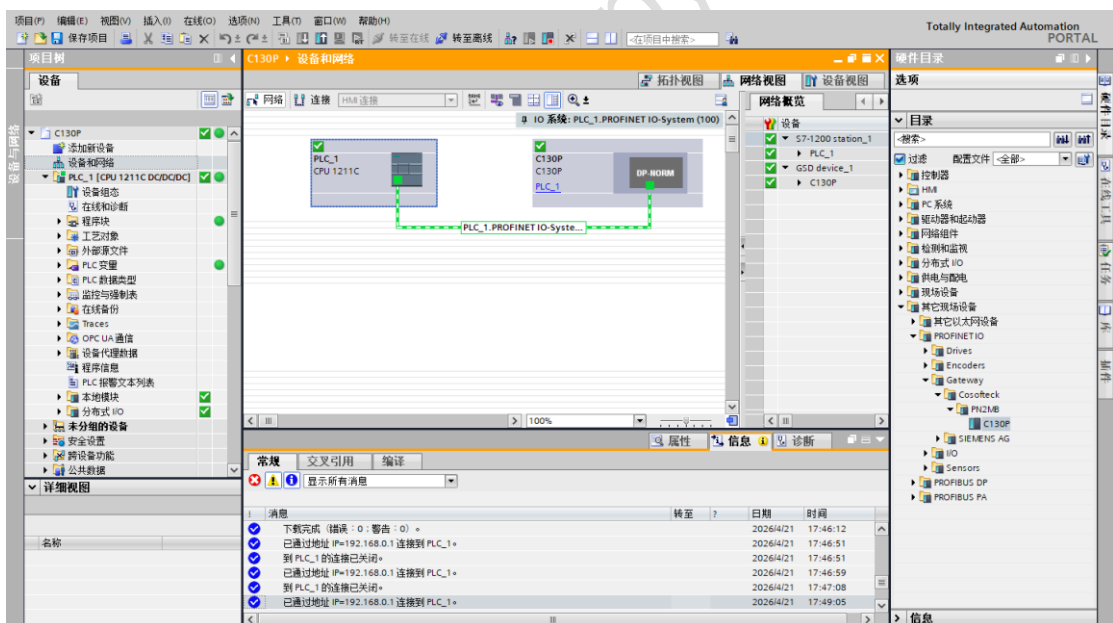 项目(P) 编辑(E) 视图(V) 插入(I) 在线(O) 选项(N) 工具(T) 窗口(W) 帮助(H)
Totally Integrated Automation
PORTAL
保存项目 转至在线 转至离线 <在项目中搜索>
项目树
C130P 设备和网络
硬件目录
设备
拓扑视图 网络视图 设备视图
选项
网络 连接 HMI 连接
网络概览
IO 系统: PLC_1.PROFINET IO-System (100)
设备与网络
C130P
添加新设备
设备和网络
PLC_1 [CPU 1211C DC/DC/DC]
设备组态
在线和诊断
程序块
工艺对象
外部源文件
PLC 变量
PLC 数据类型
监控与强制表
在线备份
Traces
OPC UA 通信
设备代理数据
程序信息
PLC 报警文本列表
本地模块
分布式 I/O
未分组的设备
安全设置
跨设备功能
公共数据
详细视图
名称
PLC_1
CPU 1211C
C130P
C130P
PLC_1
DP-NORM
PLC_1.PROFINET IO-Syste...
100%
设备
S7-1200 station_1
PLC_1
GSD device_1
C130P
属性 信息 诊断
常规 交叉引用 编译
显示所有消息
! 消息 转至 ? 日期 时间
下载完成（错误：0；警告：0）。 2026/4/21 17:46:12
已通过地址 IP=192.168.0.1 连接到 PLC_1。 2026/4/21 17:46:51
到 PLC_1 的连接已关闭。 2026/4/21 17:46:51
已通过地址 IP=192.168.0.1 连接到 PLC_1。 2026/4/21 17:46:59
到 PLC_1 的连接已关闭。 2026/4/21 17:47:08
已通过地址 IP=192.168.0.1 连接到 PLC_1。 2026/4/21 17:49:05
目录
<搜索>
过滤 配置文件 <全部>
控制器
HMI
PC 系统
驱动器和起动器
网络组件
检测和监视
分布式 I/O
供电与配电
现场设备
其它现场设备
其它以太网设备
PROFINET IO
Drives
Encoders
Gateway
Cosofteck
PN2MB
C130P
SIEMENS AG
I/O
Sensors
PROFIBUS DP
PROFIBUS PA
信息
在线工具
任务
库
插件